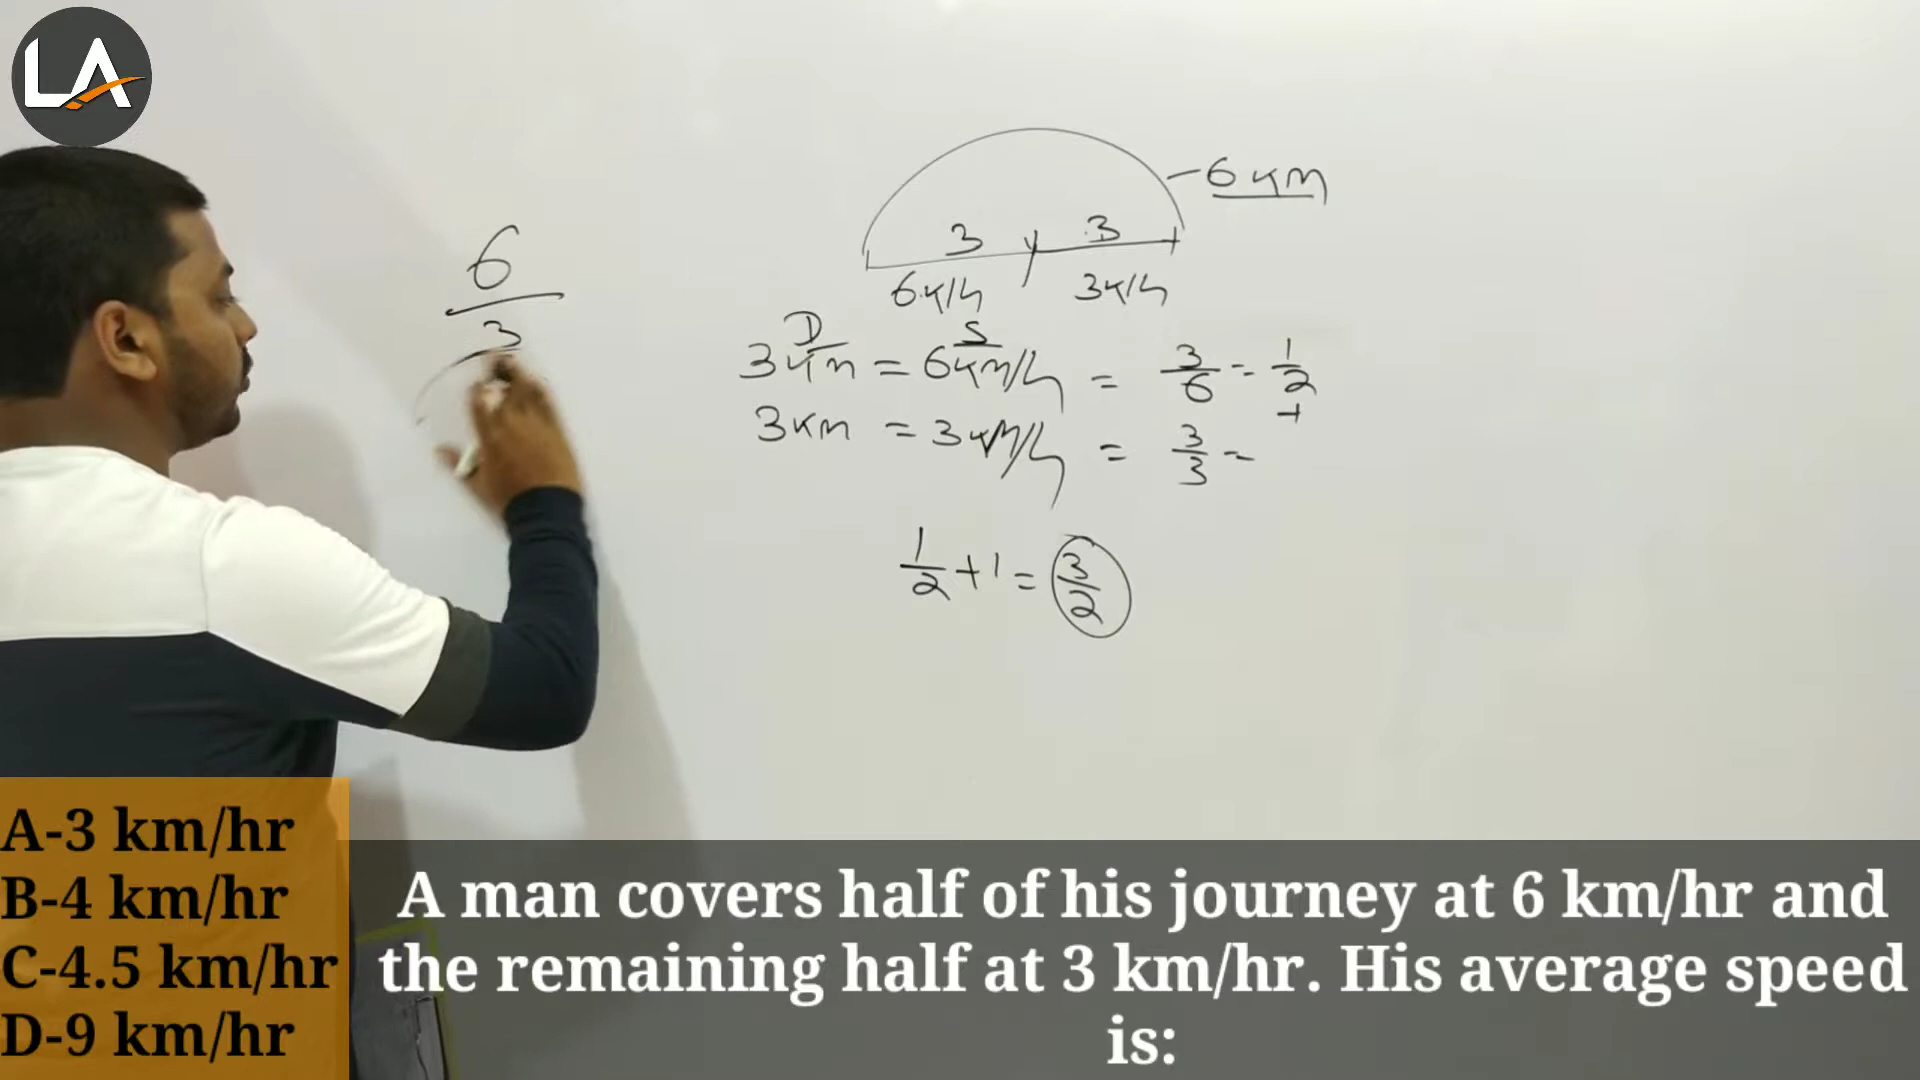 LA
6 km
3 3
6k/h 3k/h
6
3
D S
3km = 6km/h = 3/6 = 1/2
+
3km = 3km/h = 3/3 =
1/2 + 1 = 3/2
A-3 km/hr
B-4 km/hr
C-4.5 km/hr
D-9 km/hr
A man covers half of his journey at 6 km/hr and
the remaining half at 3 km/hr. His average speed
is: